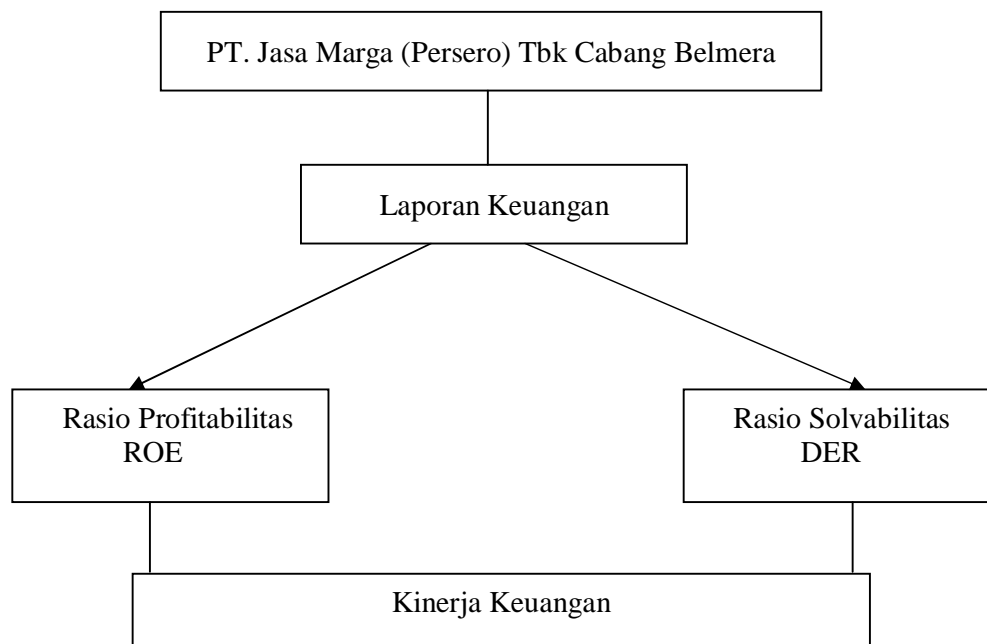 PT. Jasa Marga (Persero) Tbk Cabang Belmera
Laporan Keuangan
Rasio Profitabilitas
ROE
Rasio Solvabilitas
DER
Kinerja Keuangan